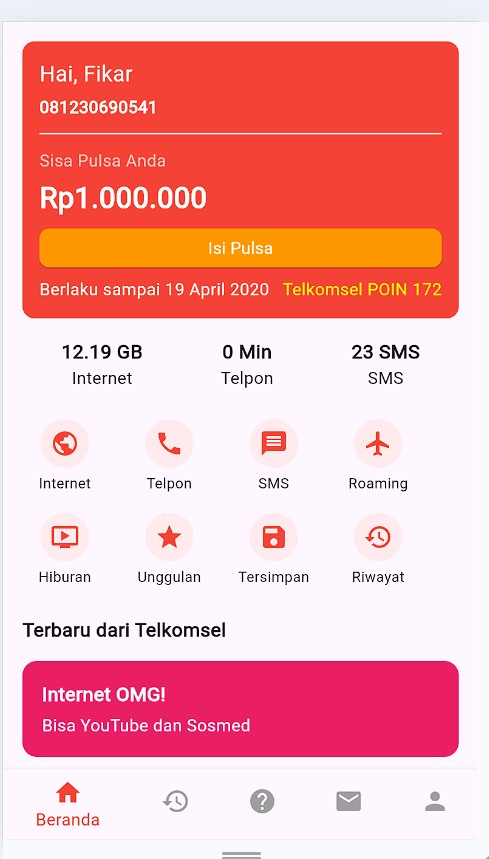 Hai, Fikar
081230690541
Sisa Pulsa Anda
Rp1.000.000
Isi Pulsa
Berlaku sampai 19 April 2020 Telkomsel POIN 172
12.19 GB 0 Min 23 SMS
Internet Telpon SMS
Internet Telpon SMS Roaming
Hiburan Unggulan Tersimpan Riwayat
Terbaru dari Telkomsel
Internet OMG!
Bisa YouTube dan Sosmed
Beranda